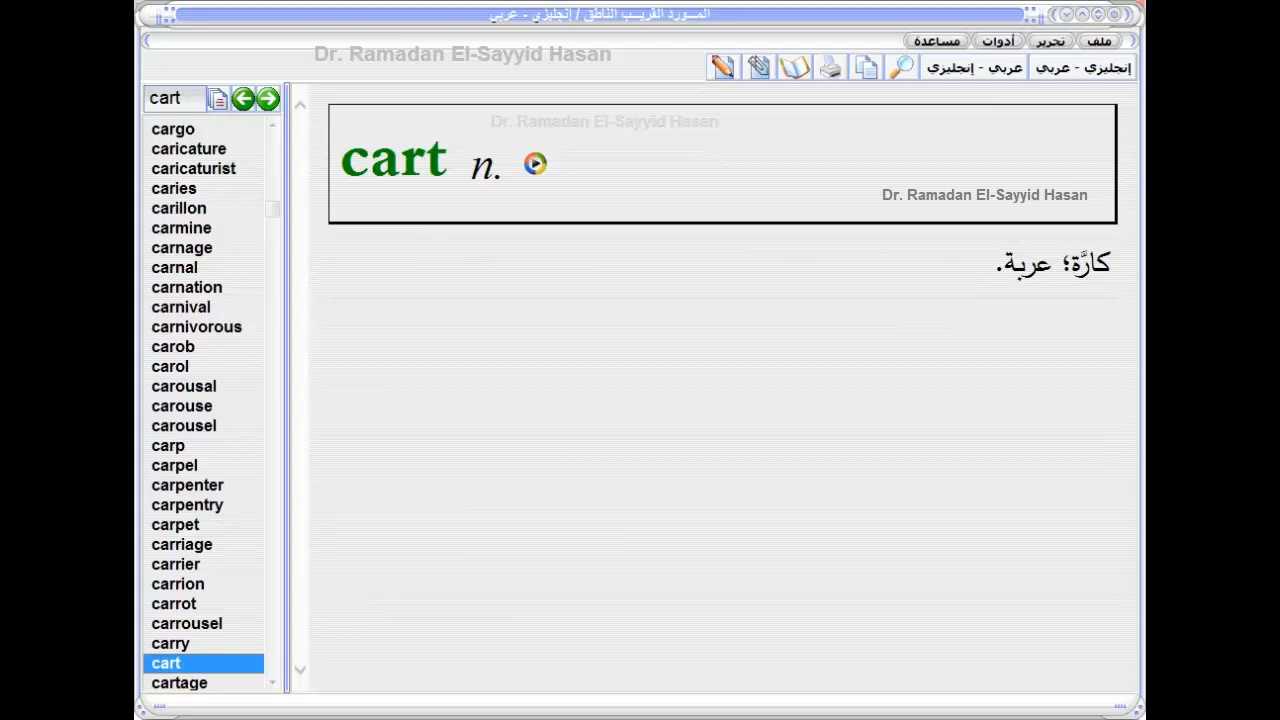 المـورد القريـب الناطق / إنجليزي - عربي
ملف تحرير أدوات مساعدة
Dr. Ramadan El-Sayyid Hasan
إنجليزي - عربي عربي - إنجليزي
cart
cargo
caricature
caricaturist
caries
carillon
carmine
carnage
carnal
carnation
carnival
carnivorous
carob
carol
carousal
carouse
carousel
carp
carpel
carpenter
carpentry
carpet
carriage
carrier
carrion
carrot
carrousel
carry
cart
cartage
Dr. Ramadan El-Sayyid Hasan
cart n.
Dr. Ramadan El-Sayyid Hasan
كارَّة؛ عربة.